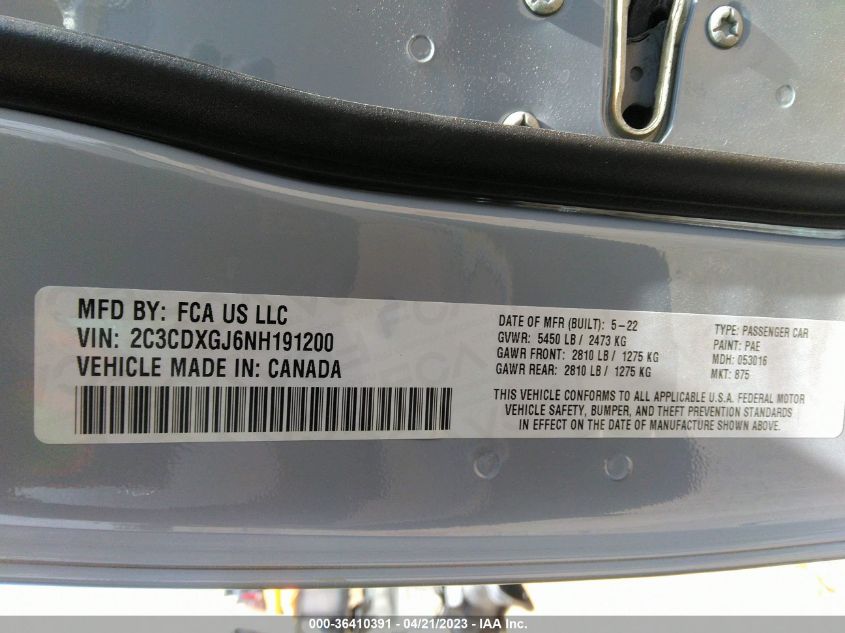 MFD BY: FCA US LLC
VIN: 2C3CDXGJ6NH191200
VEHICLE MADE IN: CANADA
DATE OF MFR (BUILT): 5-22
GVWR: 5450 LB / 2473 KG
GAWR FRONT: 2810 LB / 1275 KG
GAWR REAR: 2810 LB / 1275 KG
TYPE: PASSENGER CAR
PAINT: PAE
MDH: 053016
MKT: 875
THIS VEHICLE CONFORMS TO ALL APPLICABLE U.S.A. FEDERAL MOTOR
VEHICLE SAFETY, BUMPER, AND THEFT PREVENTION STANDARDS
IN EFFECT ON THE DATE OF MANUFACTURE SHOWN ABOVE.
000-36410391 - 04/21/2023 - IAA Inc.